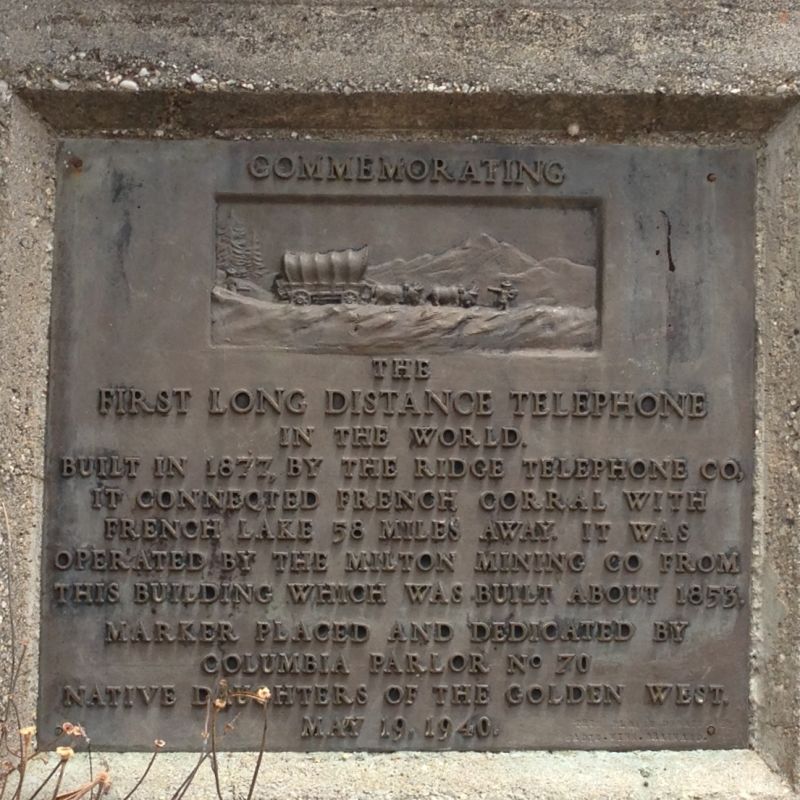 COMMEMORATING
THE
FIRST LONG DISTANCE TELEPHONE
IN THE WORLD.
BUILT IN 1877, BY THE RIDGE TELEPHONE CO,
IT CONNECTED FRENCH CORRAL WITH
FRENCH LAKE 58 MILES AWAY. IT WAS
OPERATED BY THE MILTON MINING CO FROM
THIS BUILDING WHICH WAS BUILT ABOUT 1853.
MARKER PLACED AND DEDICATED BY
COLUMBIA PARLOR No 70
NATIVE DAUGHTERS OF THE GOLDEN WEST.
MAY 19, 1940.